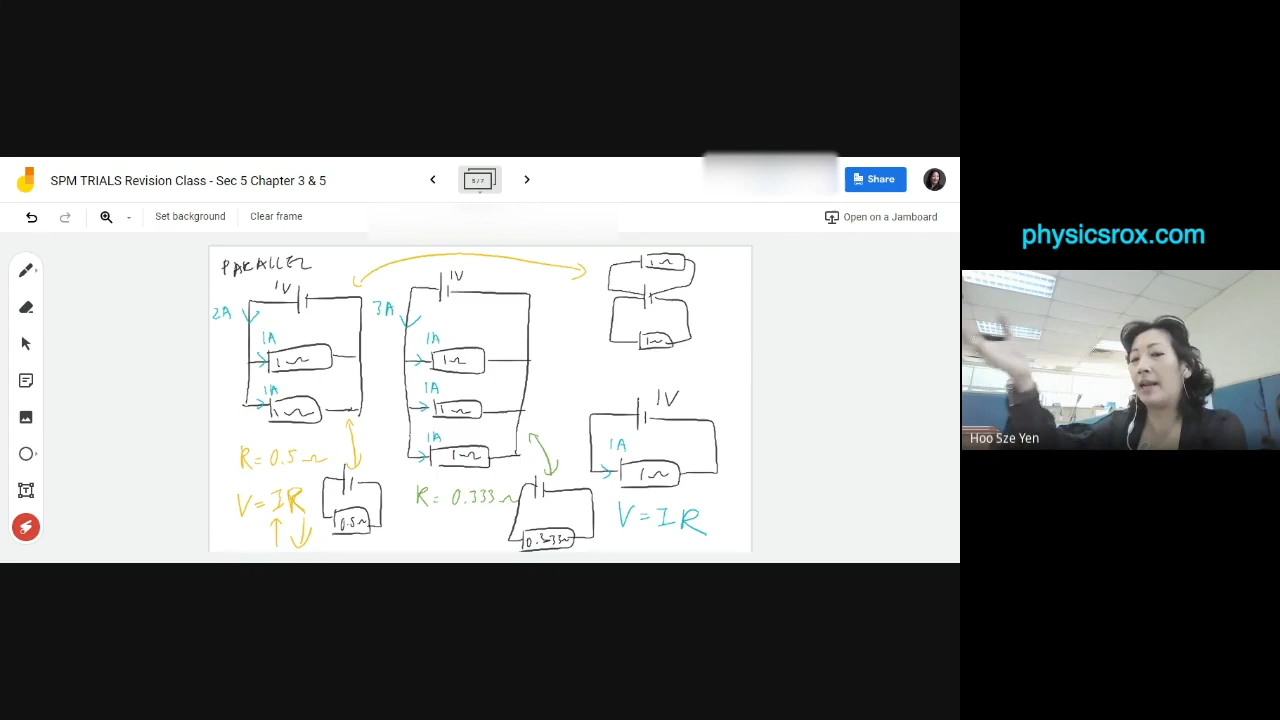 SPM TRIALS Revision Class - Sec 5 Chapter 3 & 5
5 / 7
Share
Set background
Clear frame
Open on a Jamboard
physicsrox.com
PARALLEL
1V
2A
1A
1Ω
1A
1Ω
R = 0.5Ω
V = IR
0.5Ω
1V
3A
1A
1Ω
1A
1Ω
1A
1Ω
R = 0.333Ω
0.333Ω
1Ω
1Ω
1V
1A
1Ω
V = IR
Hoo Sze Yen